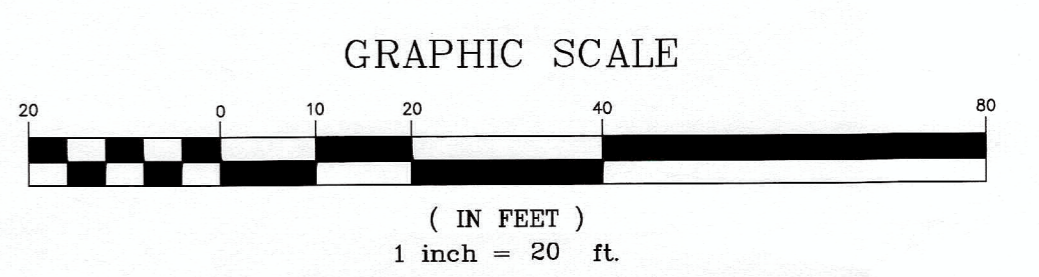 GRAPHIC SCALE
20 0 10 20 40 80
( IN FEET )
1 inch = 20 ft.